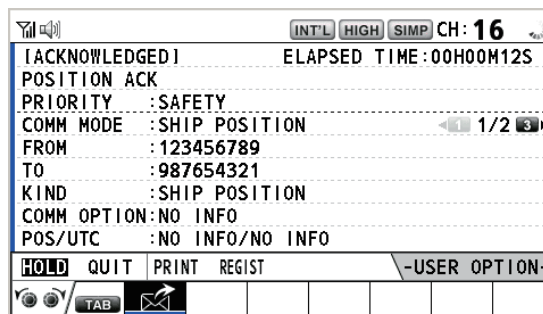 INT'L HIGH SIMP CH: 16
[ACKNOWLEDGED] ELAPSED TIME:00H00M12S
POSITION ACK
PRIORITY :SAFETY
COMM MODE :SHIP POSITION 1 1/2 3
FROM :123456789
TO :987654321
KIND :SHIP POSITION
COMM OPTION:NO INFO
POS/UTC :NO INFO/NO INFO
HOLD QUIT PRINT REGIST -USER OPTION-
TAB